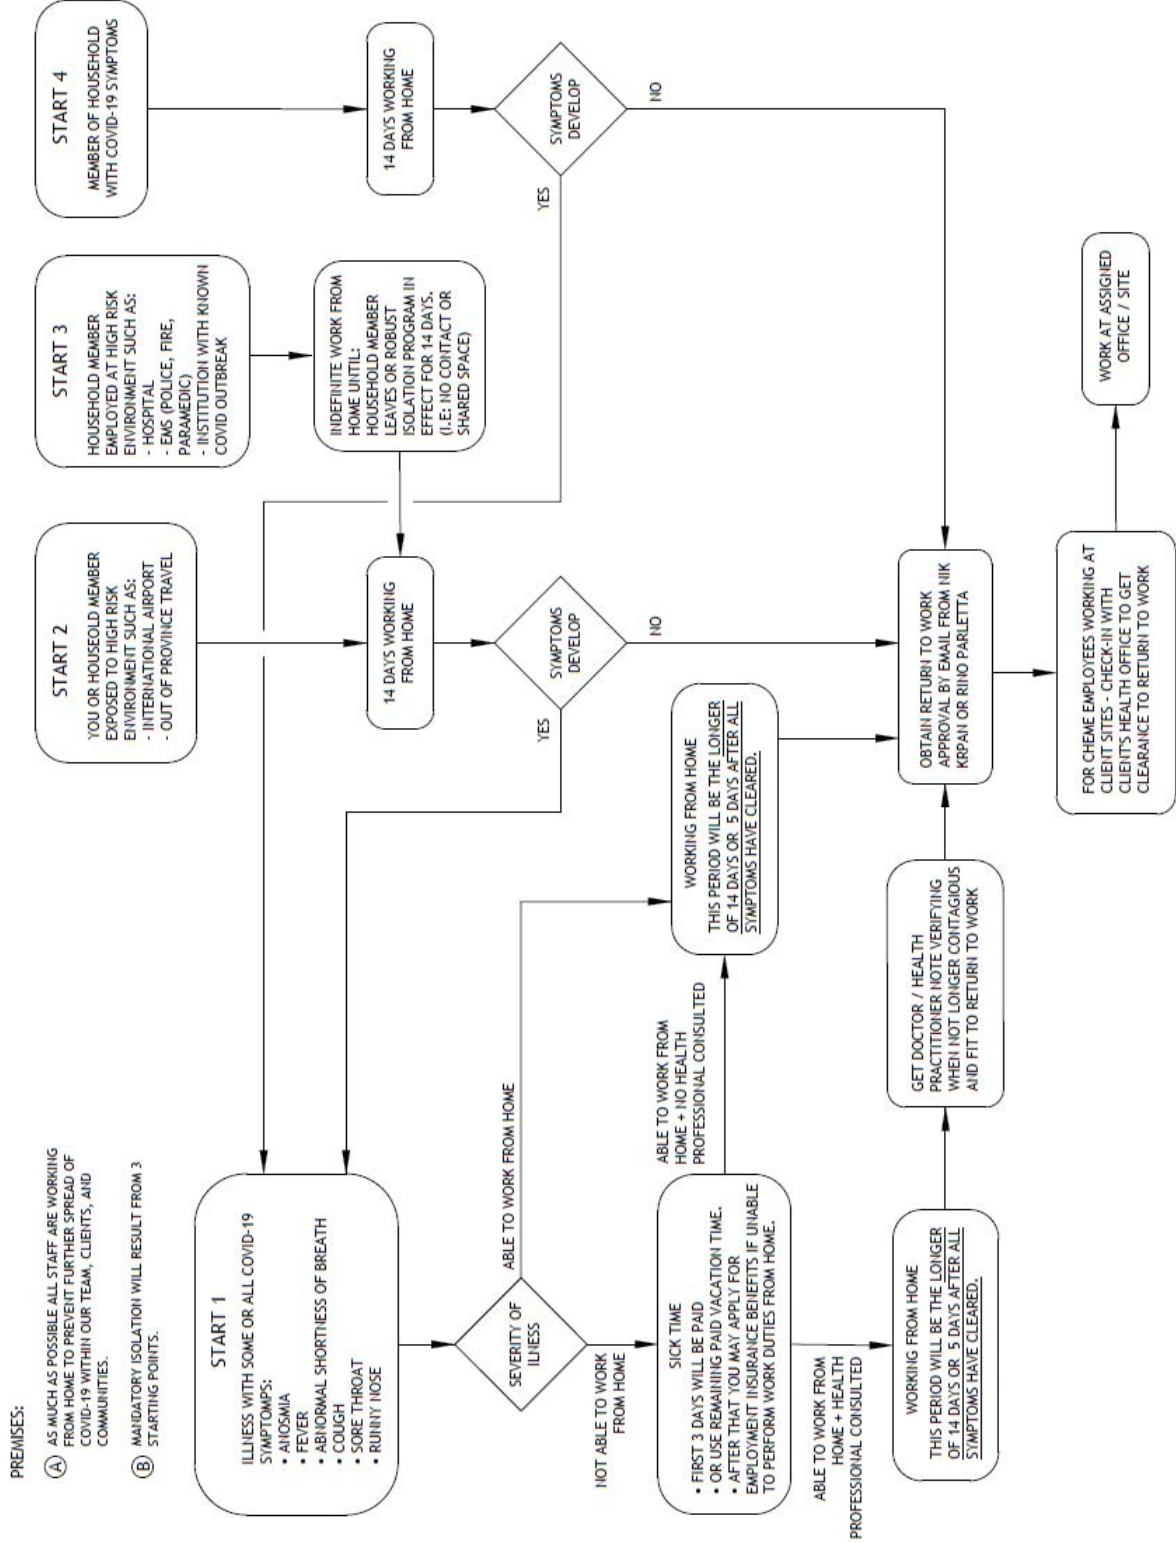 PREMISES:
Ⓐ AS MUCH AS POSSIBLE ALL STAFF ARE WORKING
FROM HOME TO PREVENT FURTHER SPREAD OF
COVID-19 WITHIN OUR TEAM, CLIENTS, AND
COMMUNITIES.
Ⓑ MANDATORY ISOLATION WILL RESULT FROM 3
STARTING POINTS.
START 1
ILLNESS WITH SOME OR ALL COVID-19
SYMPTOMPS:
• ANOSMIA
• FEVER
• ABNORMAL SHORTNESS OF BREATH
• COUGH
• SORE THROAT
• RUNNY NOSE
START 2
YOU OR HOUSEOLD MEMBER
EXPOSED TO HIGH RISK
ENVIRONMENT SUCH AS:
- INTERNATIONAL AIRPORT
- OUT OF PROVINCE TRAVEL
START 3
HOUSEHOLD MEMBER
EMPLOYED AT HIGH RISK
ENVIRONMENT SUCH AS:
- HOSPITAL
- EMS (POLICE, FIRE,
PARAMEDIC)
- INSTITUTION WITH KNOWN
COVID OUTBREAK
START 4
MEMBER OF HOUSEHOLD
WITH COVID-19 SYMPTOMS
INDEFINITE WORK FROM
HOME UNTIL:
HOUSEHOLD MEMBER
LEAVES OR ROBUST
ISOLATION PROGRAM IN
EFFECT FOR 14 DAYS.
(I.E: NO CONTACT OR
SHARED SPACE)
14 DAYS WORKING
FROM HOME
14 DAYS WORKING
FROM HOME
SYMPTOMS
DEVELOP
YES
NO
SYMPTOMS
DEVELOP
YES
NO
SEVERITY OF
ILLNESS
ABLE TO WORK FROM HOME
NOT ABLE TO WORK
FROM HOME
SICK TIME
• FIRST 3 DAYS WILL BE PAID
• OR USE REMAINING PAID VACATION TIME.
• AFTER THAT YOU MAY APPLY FOR
EMPLOYMENT INSURANCE BENEFITS IF UNABLE
TO PERFORM WORK DUTIES FROM HOME.
ABLE TO WORK FROM
HOME + NO HEALTH
PROFESSIONAL CONSULTED
WORKING FROM HOME
THIS PERIOD WILL BE THE LONGER
OF 14 DAYS OR 5 DAYS AFTER ALL
SYMPTOMS HAVE CLEARED.
ABLE TO WORK FROM
HOME + HEALTH
PROFESSIONAL CONSULTED
WORKING FROM HOME
THIS PERIOD WILL BE THE LONGER
OF 14 DAYS OR 5 DAYS AFTER ALL
SYMPTOMS HAVE CLEARED.
GET DOCTOR / HEALTH
PRACTITIONER NOTE VERIFYING
WHEN NOT LONGER CONTAGIOUS
AND FIT TO RETURN TO WORK
OBTAIN RETURN TO WORK
APPROVAL BY EMAIL FROM NIK
KRPAN OR RINO PARLETTA
FOR CHEME EMPLOYEES WORKING AT
CLIENT SITES - CHECK-IN WITH
CLIENT'S HEALTH OFFICE TO GET
CLEARANCE TO RETURN TO WORK
WORK AT ASSIGNED
OFFICE / SITE